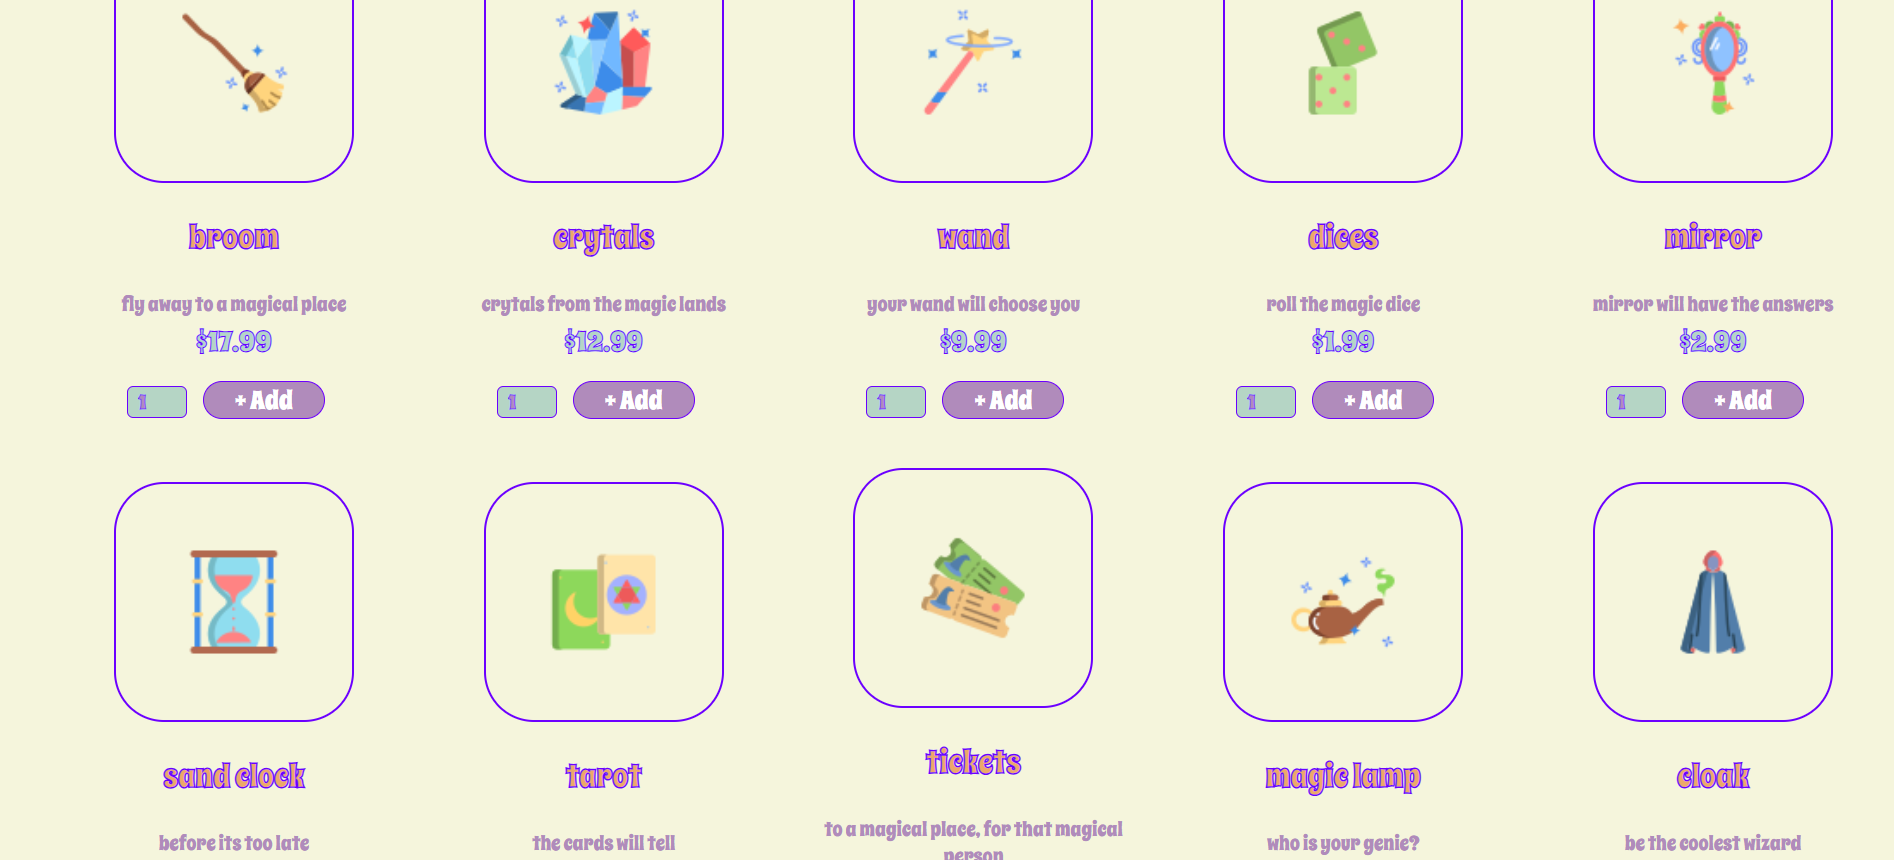 broom
crytals
wand
dices
mirror
fly away to a magical place
crytals from the magic lands
your wand will choose you
roll the magic dice
mirror will have the answers
$17.99
$12.99
$9.99
$1.99
$2.99
1
+ Add
1
+ Add
1
+ Add
1
+ Add
1
+ Add
sand clock
tarot
tickets
magic lamp
cloak
before its too late
the cards will tell
to a magical place, for that magical
person
who is your genie?
be the coolest wizard